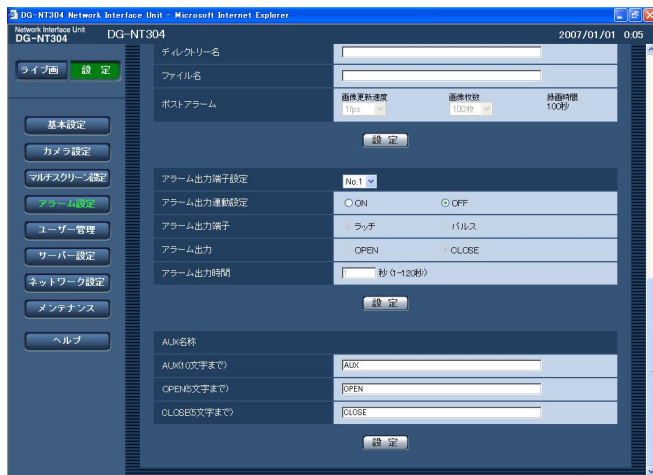 DG-NT304 Network Interface Unit - Microsoft Internet Explorer
Network Interface Unit
DG-NT304
DG-NT304
2007/01/01 0:05
ライブ画
設 定
基本設定
カメラ設定
マルチスクリーン設定
アラーム設定
ユーザー管理
サーバー設定
ネットワーク設定
メンテナンス
ヘルプ
ディレクトリー名
ファイル名
ポストアラーム
画像更新速度 画像枚数 録画時間
1fps 100枚 100秒
設 定
アラーム出力端子設定 No.1
アラーム出力連動設定 ON OFF
アラーム出力端子 ラッチ パルス
アラーム出力 OPEN CLOSE
アラーム出力時間 1 秒(1-120秒)
設 定
AUX名称
AUX(10文字まで) AUX
OPEN(5文字まで) OPEN
CLOSE(5文字まで) CLOSE
設 定